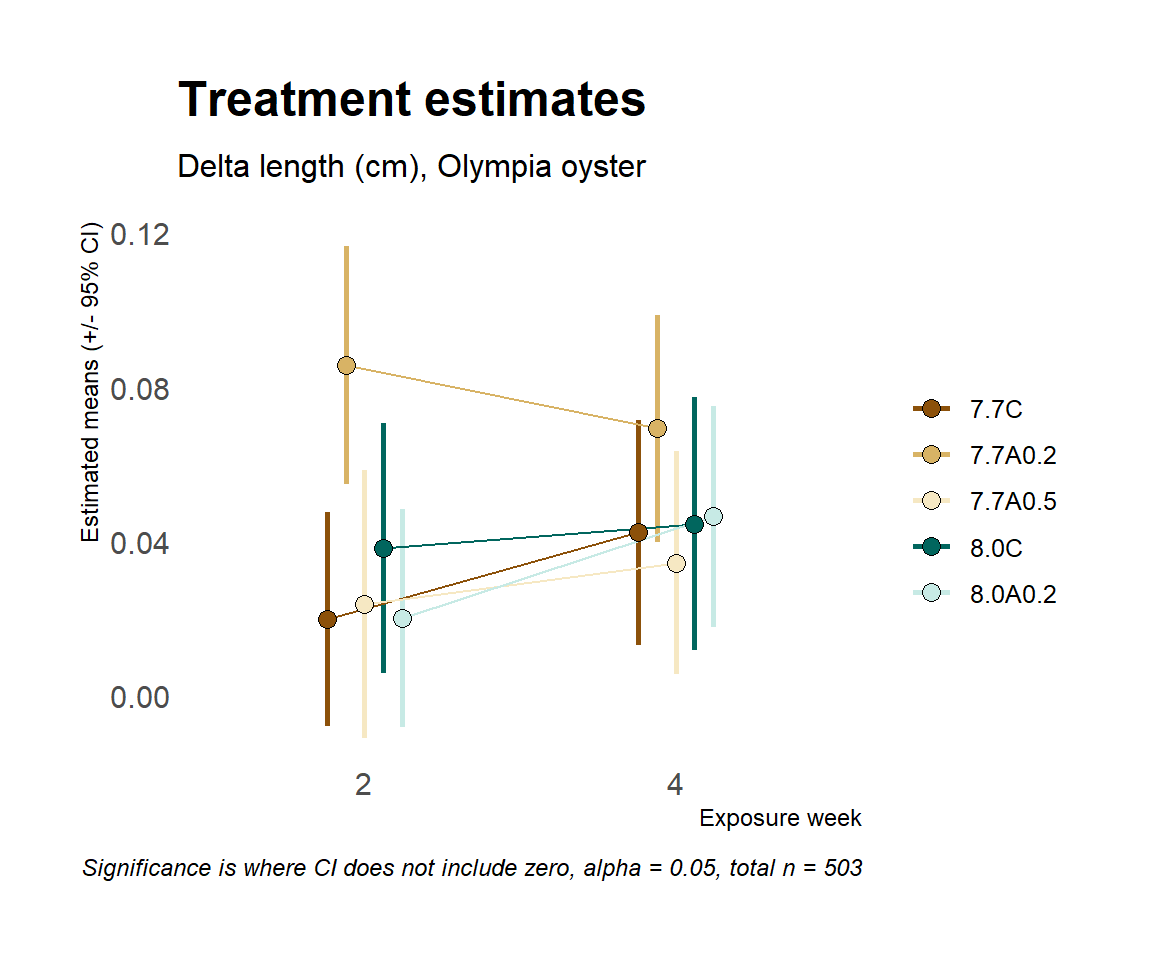 Treatment estimates
Delta length (cm), Olympia oyster
Estimated means (+/- 95% CI)
0.12
0.08
0.04
0.00
2
4
Exposure week
7.7C
7.7A0.2
7.7A0.5
8.0C
8.0A0.2
Significance is where CI does not include zero, alpha = 0.05, total n = 503